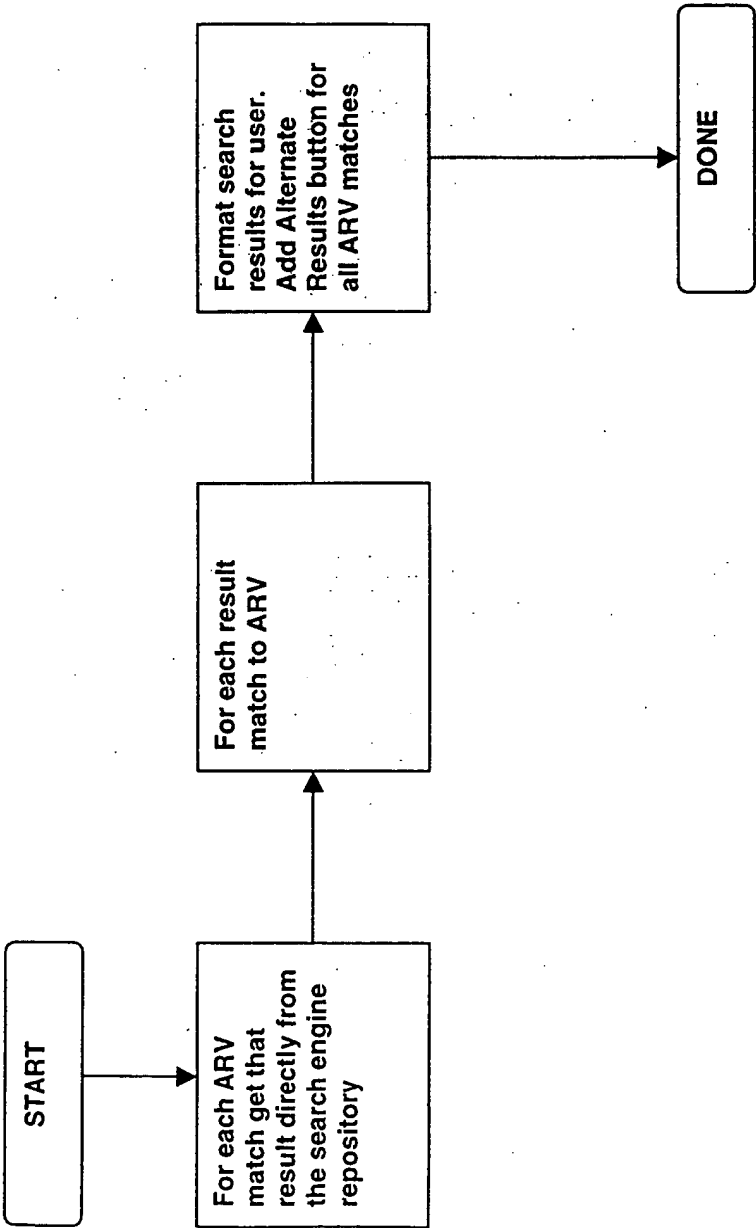 START
For each ARV
match get that
result directly from
the search engine
repository
For each result
match to ARV
Format search
results for user.
Add Alternate
Results button for
all ARV matches
DONE